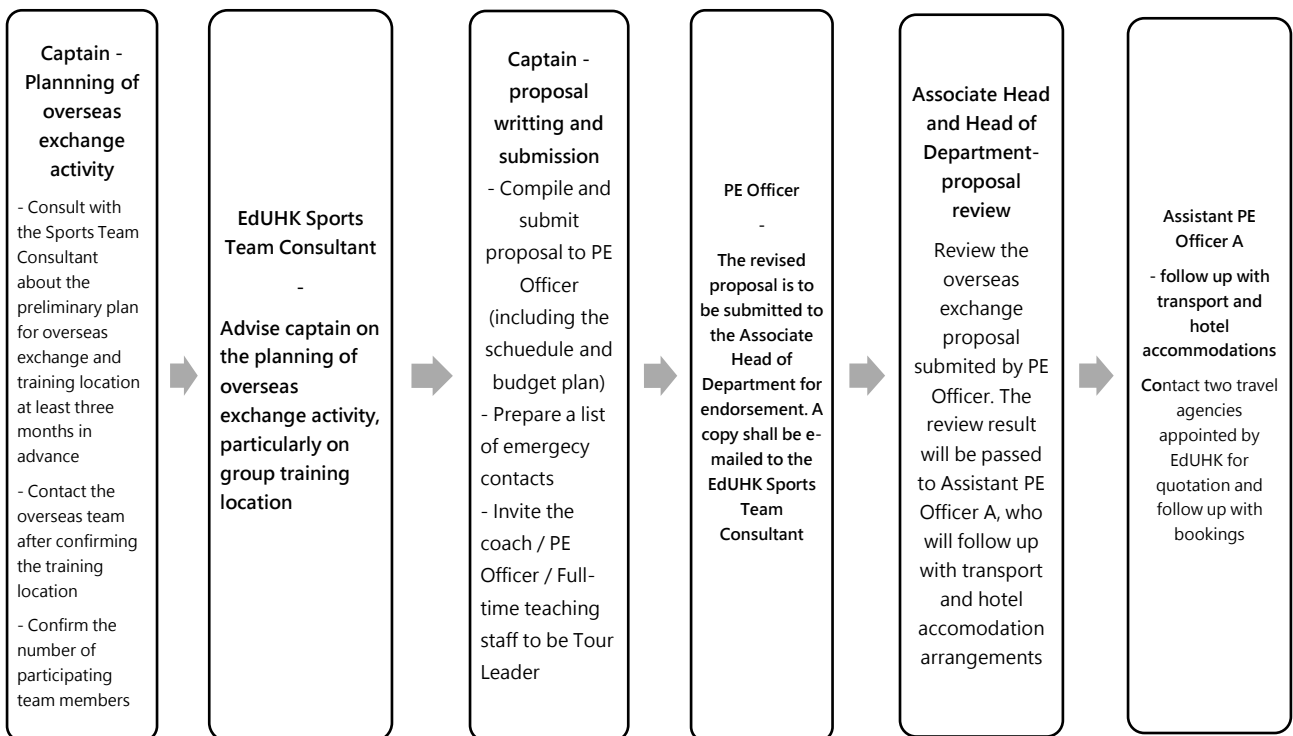 Captain -
Plannning of
overseas
exchange
activity
- Consult with
the Sports Team
Consultant
about the
preliminary plan
for overseas
exchange and
training location
at least three
months in
advance
- Contact the
overseas team
after confirming
the training
location
- Confirm the
number of
participating
team members
EdUHK Sports
Team Consultant
-
Advise captain on
the planning of
overseas
exchange activity,
particularly on
group training
location
Captain -
proposal
writting and
submission
- Compile and
submit
proposal to PE
Officer
(including the
schuedule and
budget plan)
- Prepare a list
of emergecy
contacts
- Invite the
coach / PE
Officer / Full-
time teaching
staff to be Tour
Leader
PE Officer
-
The revised
proposal is to
be submitted to
the Associate
Head of
Department for
endorsement. A
copy shall be e-
mailed to the
EdUHK Sports
Team
Consultant
Associate Head
and Head of
Department-
proposal
review
Review the
overseas
exchange
proposal
submited by PE
Officer. The
review result
will be passed
to Assistant PE
Officer A, who
will follow up
with transport
and hotel
accomodation
arrangements
Assistant PE
Officer A
- follow up with
transport and
hotel
accommodations
Contact two travel
agencies
appointed by
EdUHK for
quotation and
follow up with
bookings